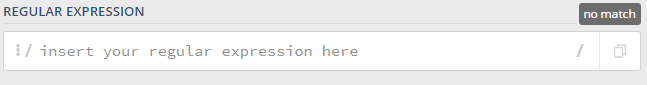 REGULAR EXPRESSION no match
/ insert your regular expression here /